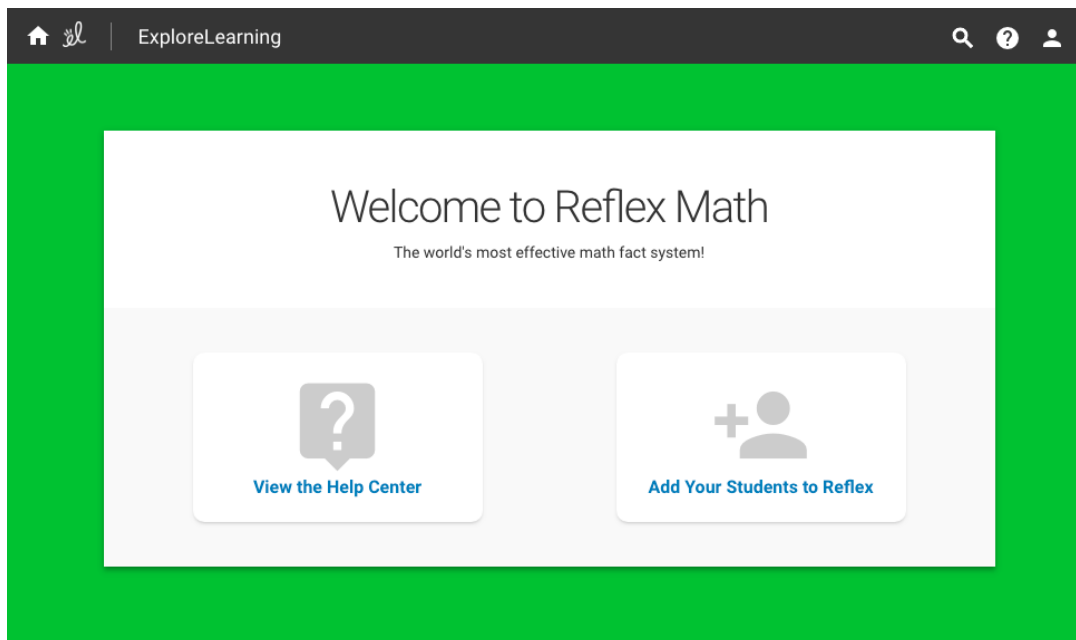 el
ExploreLearning
Welcome to Reflex Math
The world's most effective math fact system!
View the Help Center
Add Your Students to Reflex